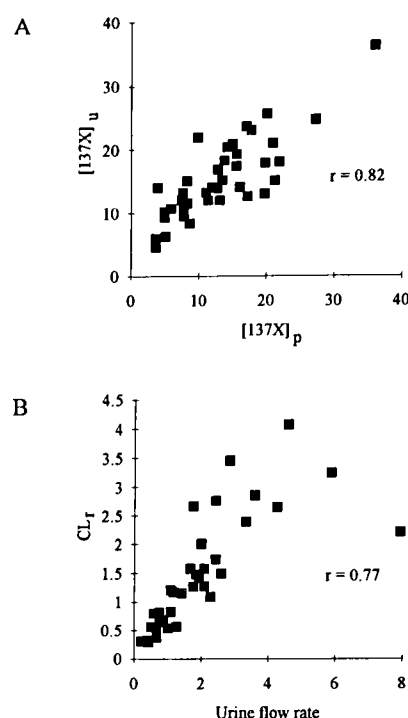 A
40
30
20
10
0
[137X]u
r = 0.82
0 10 20 30 40
[137X]p
B
4.5
4
3.5
3
2.5
2
1.5
1
0.5
0
CLr
r = 0.77
0 2 4 6 8
Urine flow rate